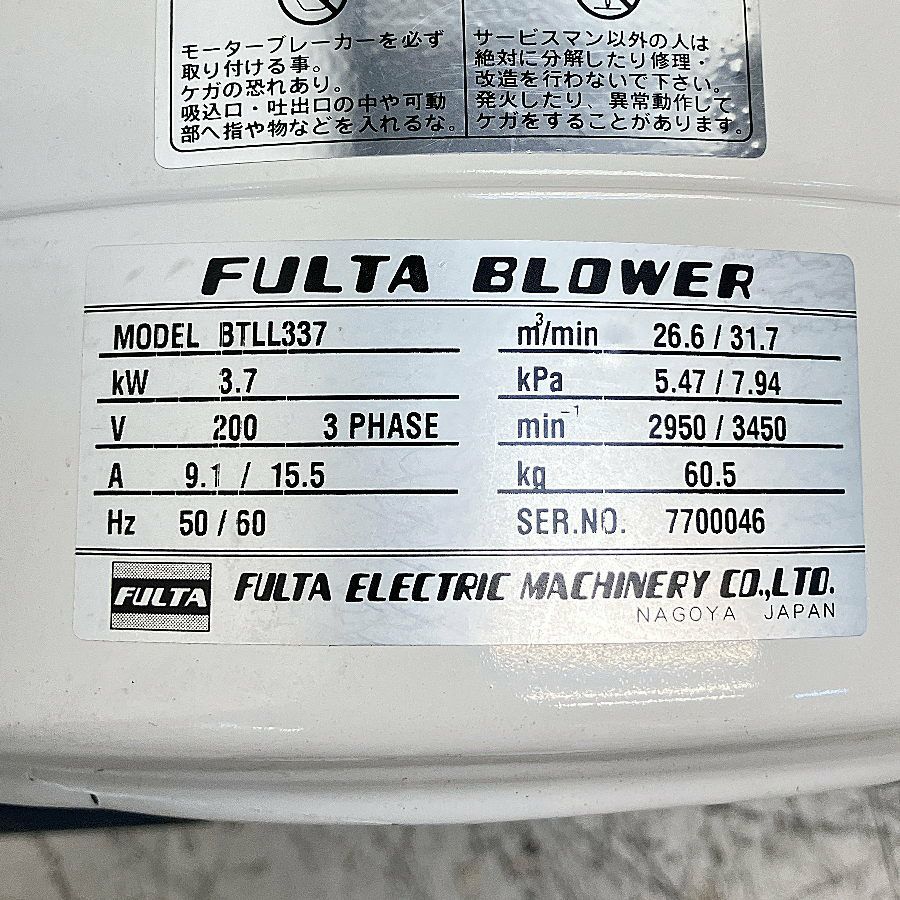 モーターブレーカーを必ず
取り付ける事。
ケガの恐れあり。
吸込口・吐出口の中や可動
部へ指や物などを入れるな。
サービスマン以外の人は
絶対に分解したり修理・
改造を行わないで下さい。
発火したり、異常動作して
ケガをすることがあります。
FULTA BLOWER
MODEL BTLL337
kW 3.7
V 200 3 PHASE
A 9.1 / 15.5
Hz 50 / 60
m³/min 26.6 / 31.7
kPa 5.47 / 7.94
min⁻¹ 2950 / 3450
kg 60.5
SER.NO. 7700046
FULTA FULTA ELECTRIC MACHINERY CO.,LTD.
NAGOYA JAPAN